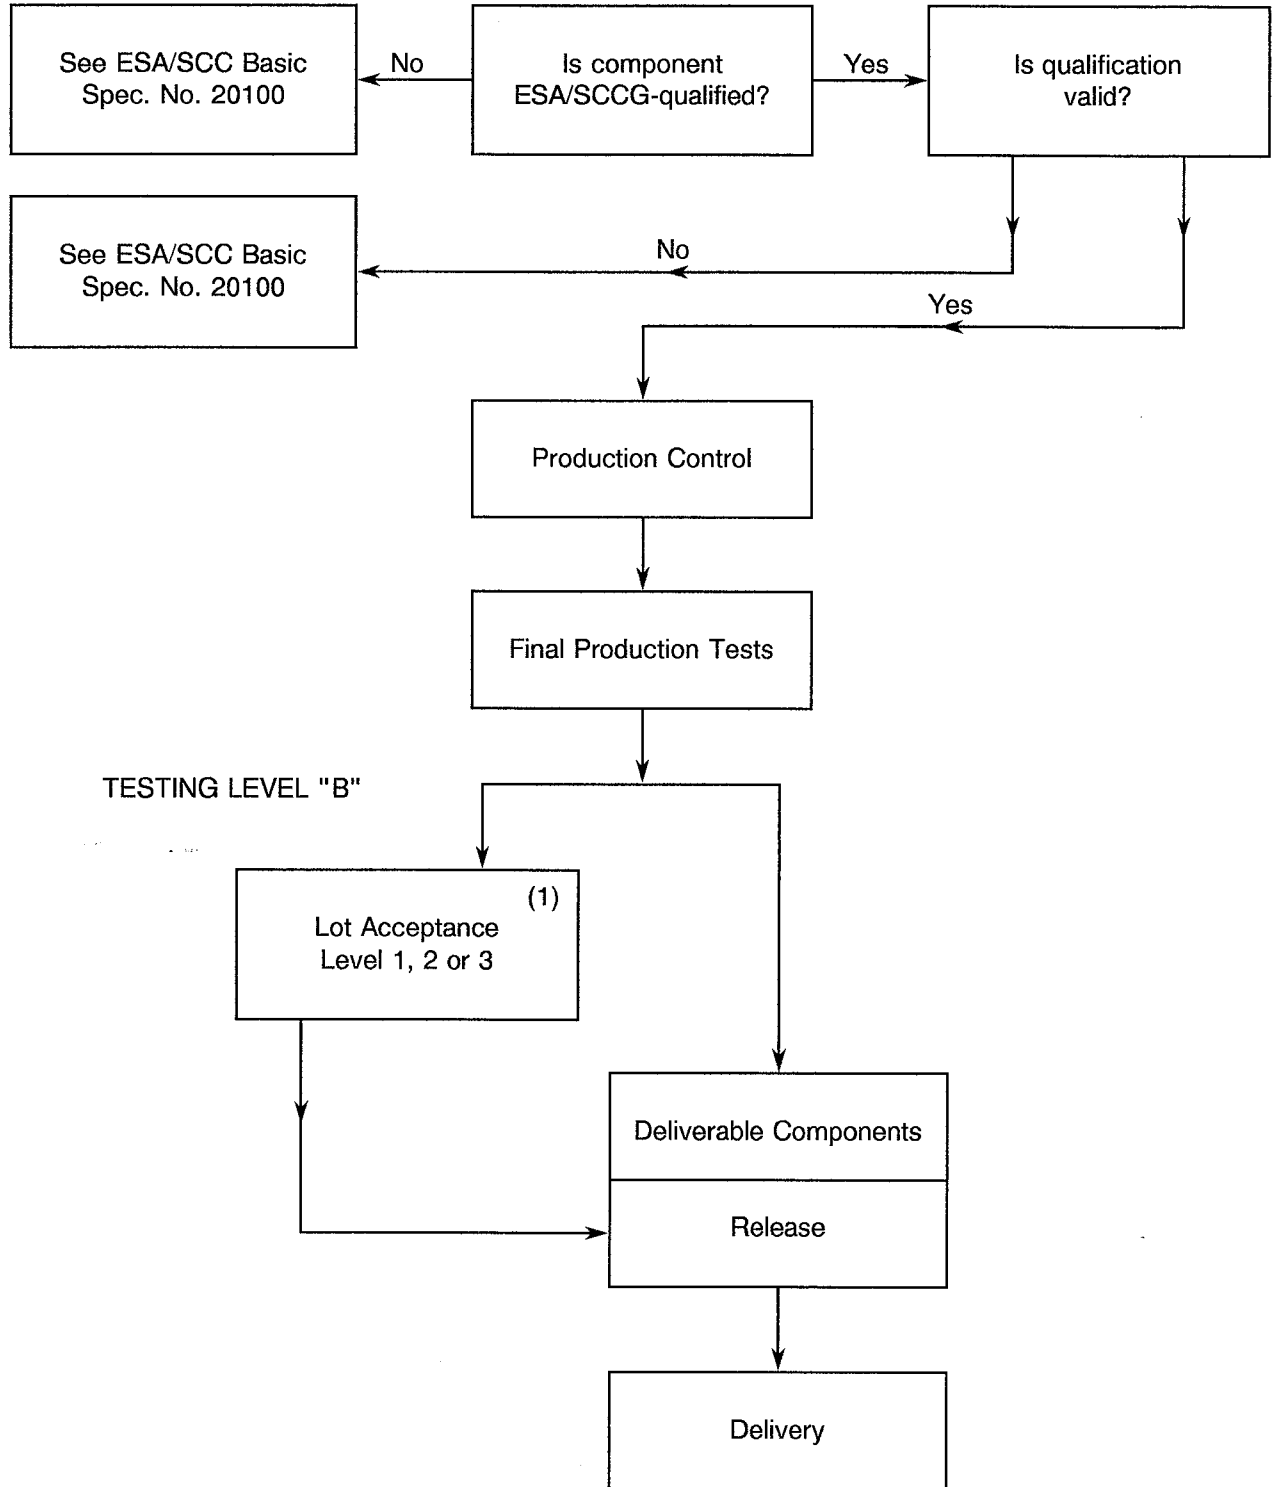 See ESA/SCC Basic
Spec. No. 20100
No
Is component
ESA/SCCG-qualified?
Yes
Is qualification
valid?
See ESA/SCC Basic
Spec. No. 20100
No
Yes
Production Control
Final Production Tests
TESTING LEVEL "B"
(1)
Lot Acceptance
Level 1, 2 or 3
Deliverable Components
Release
Delivery